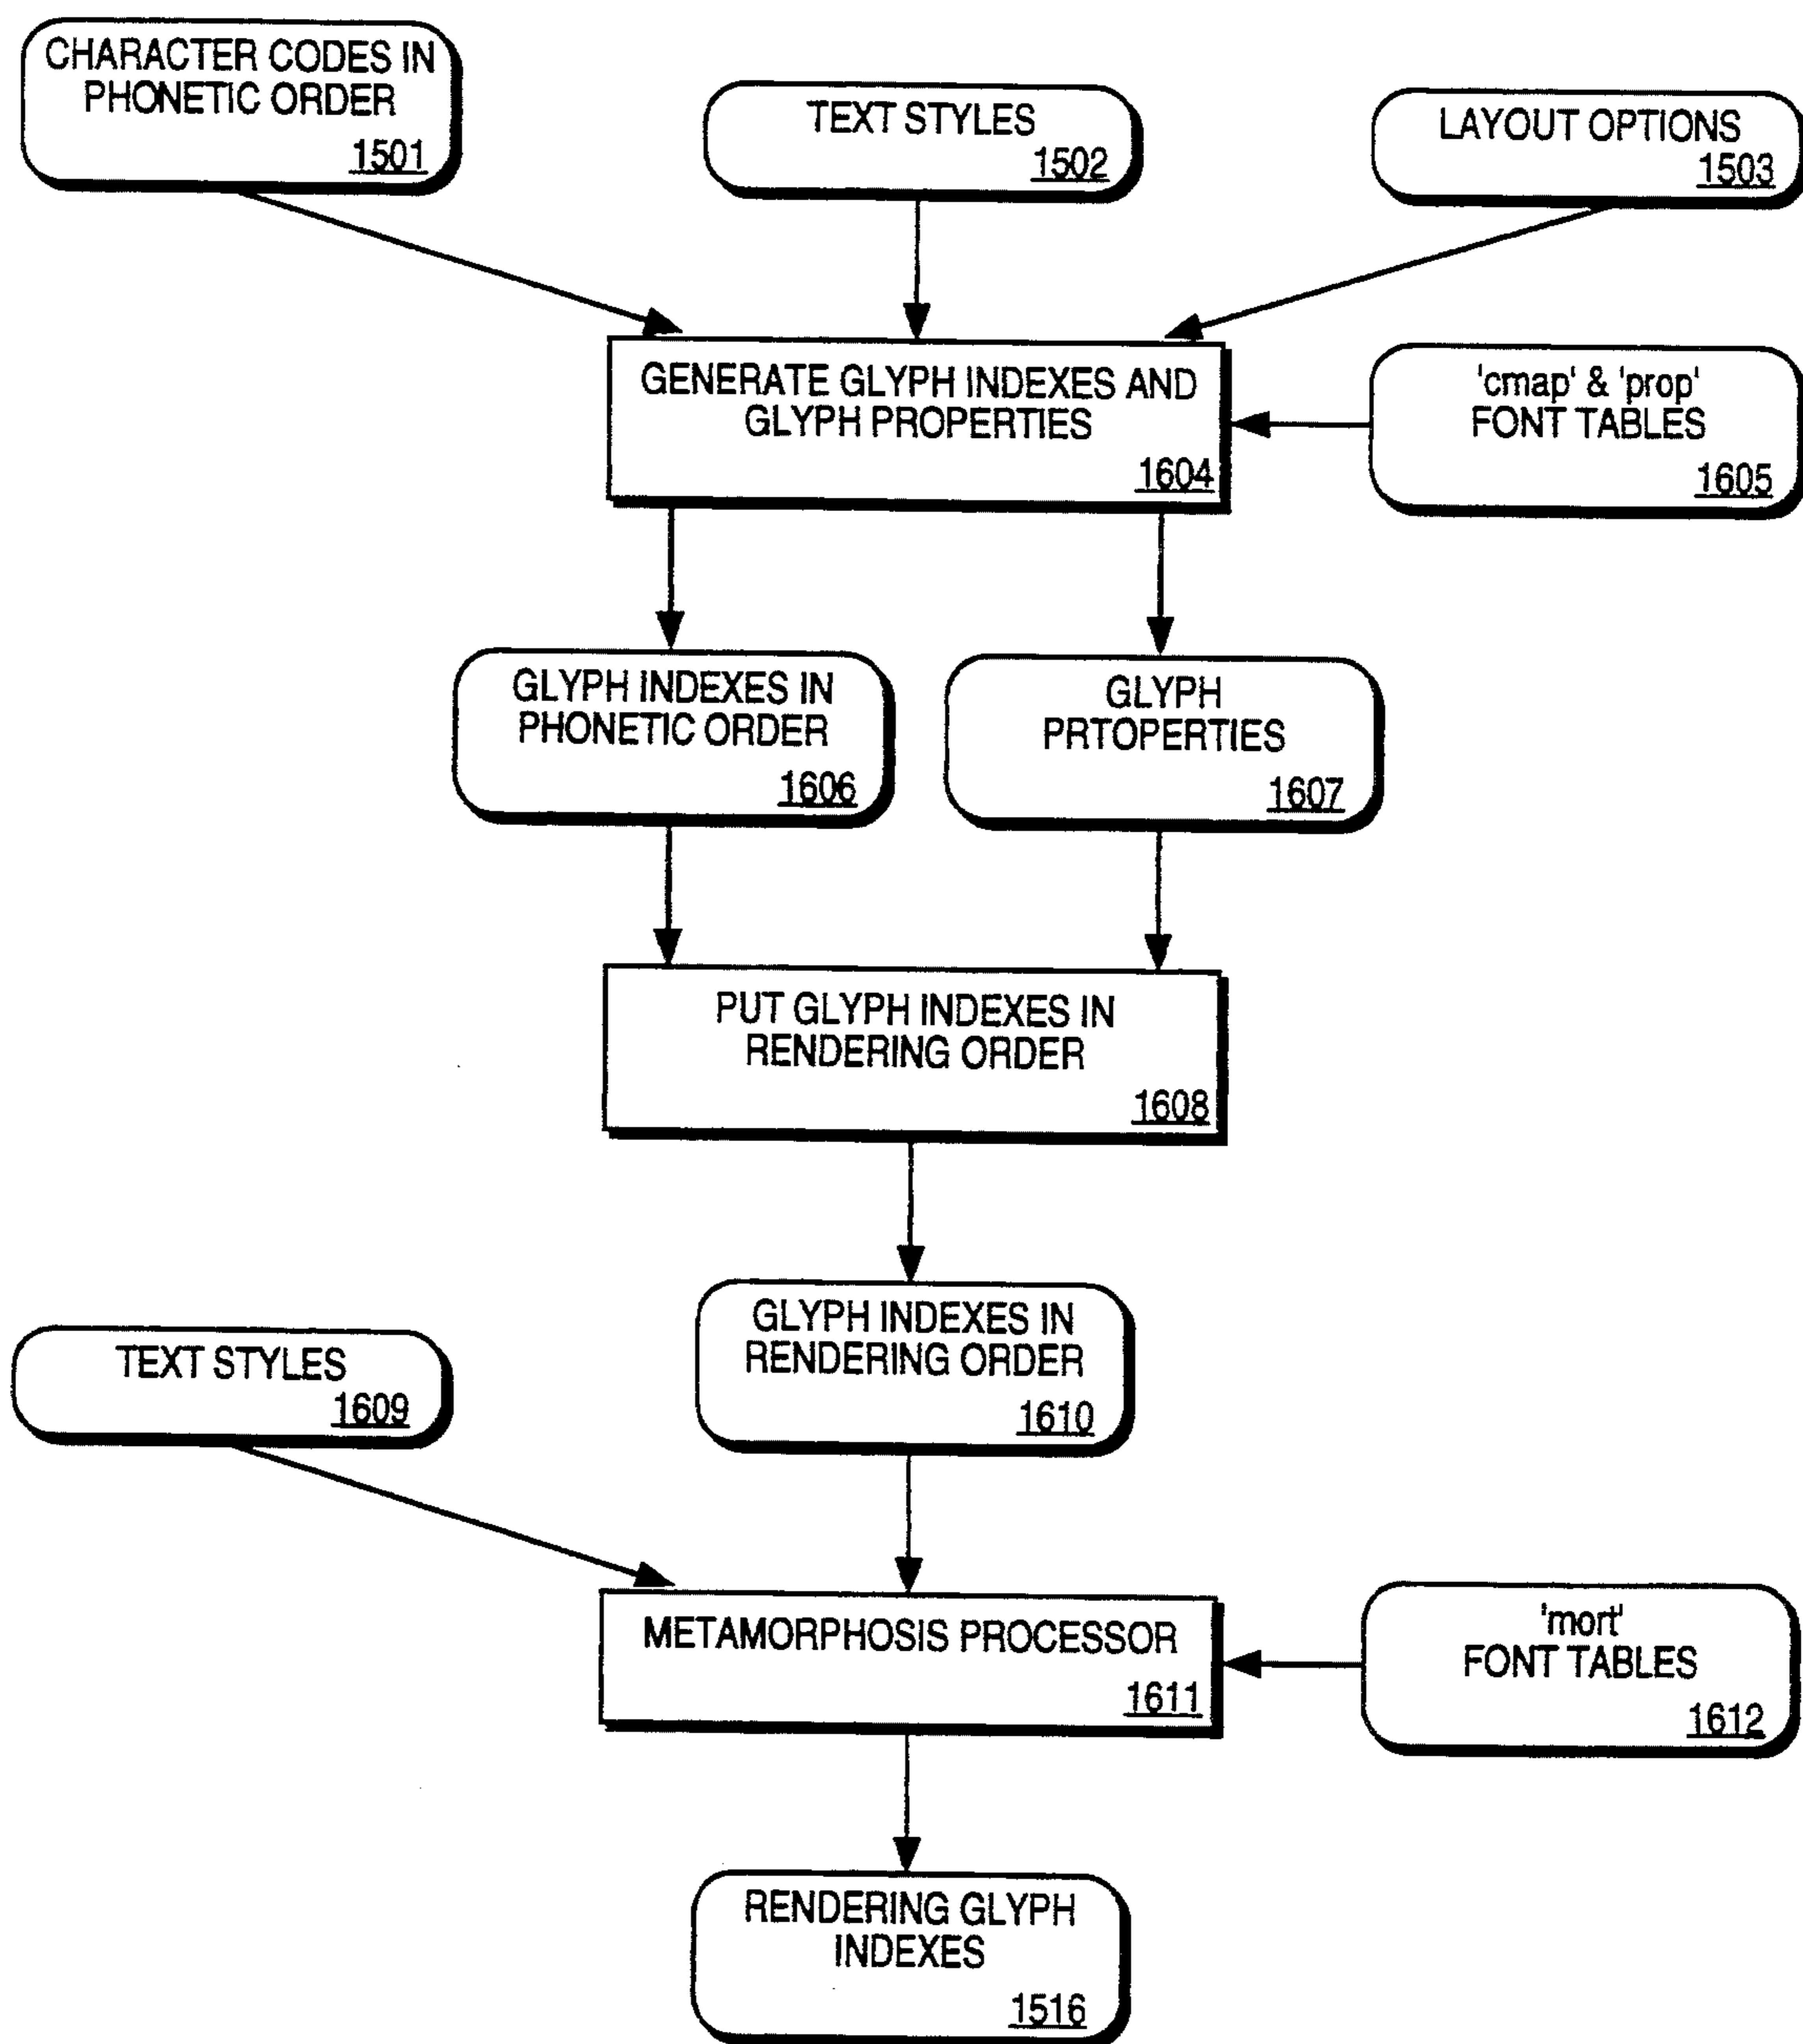 CHARACTER CODES IN
PHONETIC ORDER
1501
TEXT STYLES
1502
LAYOUT OPTIONS
1503
GENERATE GLYPH INDEXES AND
GLYPH PROPERTIES
1604
'cmap' & 'prop'
FONT TABLES
1605
GLYPH INDEXES IN
PHONETIC ORDER
1606
GLYPH
PRTOPERTIES
1607
PUT GLYPH INDEXES IN
RENDERING ORDER
1608
GLYPH INDEXES IN
RENDERING ORDER
1610
TEXT STYLES
1609
METAMORPHOSIS PROCESSOR
1611
'mort'
FONT TABLES
1612
RENDERING GLYPH
INDEXES
1516